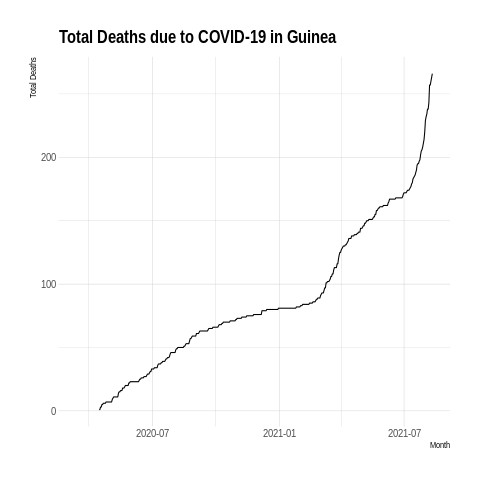 Total Deaths due to COVID-19 in Guinea
Total Deaths
200
100
0
2020-07
2021-01
2021-07
Month